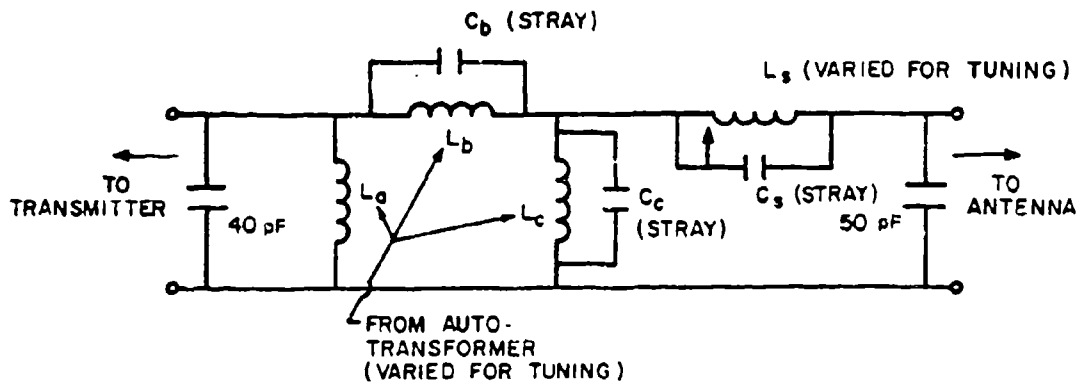 C_b (STRAY)
L_s (VARIED FOR TUNING)
L_b
TO
TRANSMITTER
40 pF
L_a
L_c
C_c
(STRAY)
C_s (STRAY)
50 pF
TO
ANTENNA
FROM AUTO-
TRANSFORMER
(VARIED FOR TUNING)